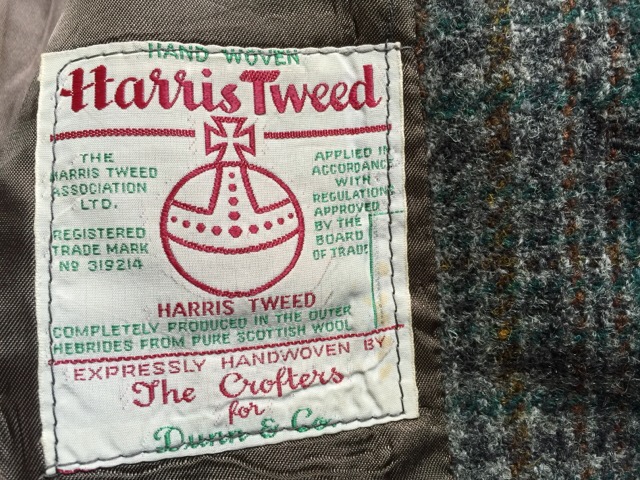 HAND WOVEN
Harris Tweed
THE
HARRIS TWEED
ASSOCIATION
LTD.
REGISTERED
TRADE MARK
Nº 319214
APPLIED IN
ACCORDANCE
WITH
REGULATIONS
APPROVED
BY THE
BOARD
OF TRADE
HARRIS TWEED
COMPLETELY PRODUCED IN THE OUTER
HEBRIDES FROM PURE SCOTTISH WOOL
EXPRESSLY HANDWOVEN BY
The Crofters
for
Dunn & Co.